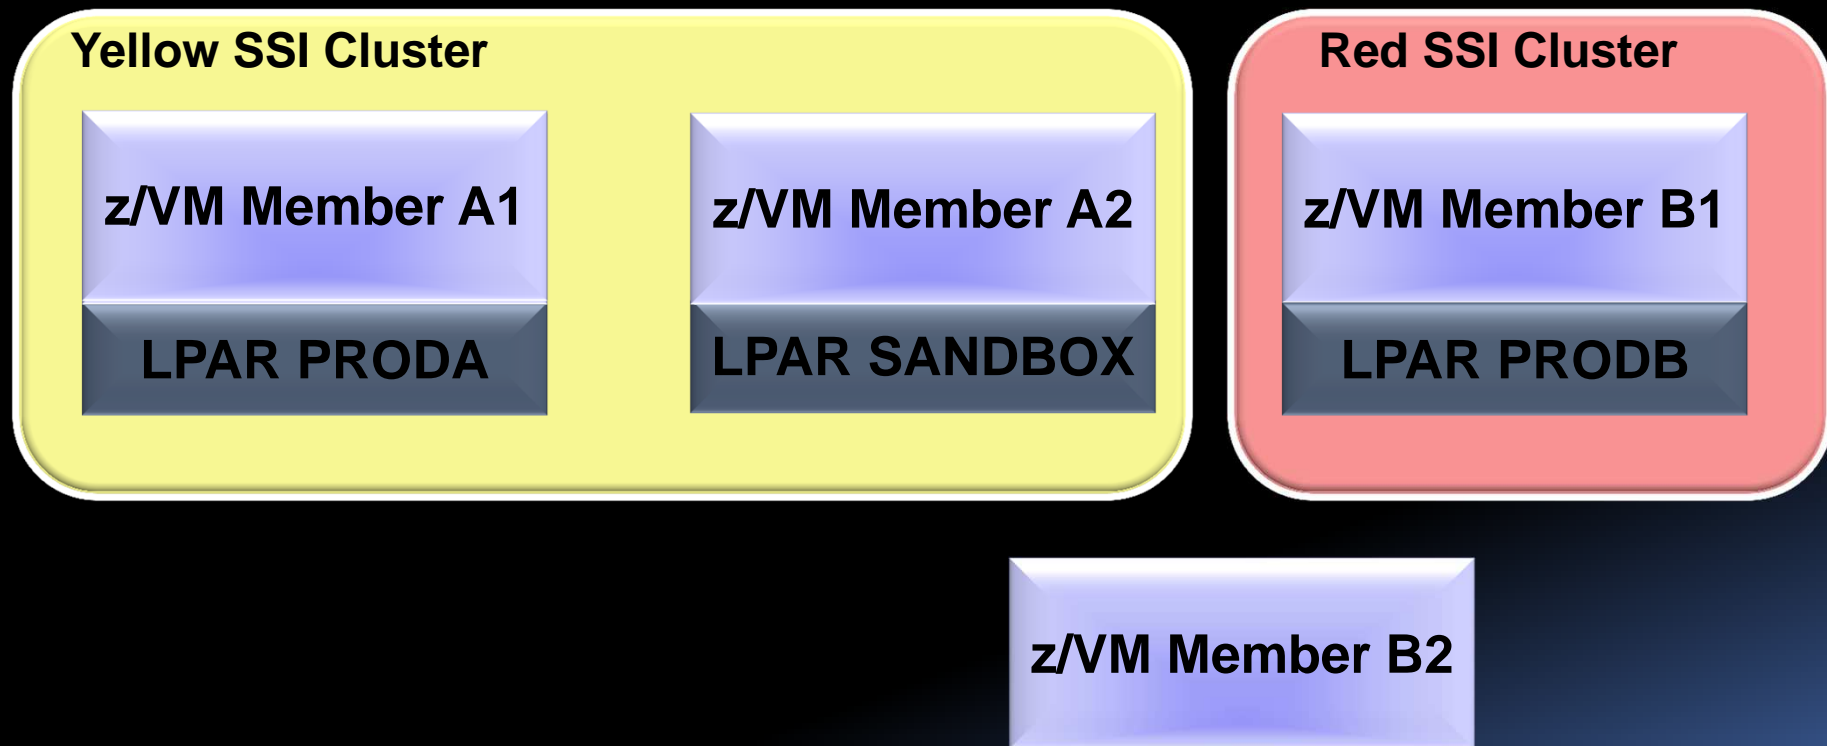 Yellow SSI Cluster
Red SSI Cluster
z/VM Member A1
z/VM Member A2
z/VM Member B1
LPAR PRODA
LPAR SANDBOX
LPAR PRODB
z/VM Member B2